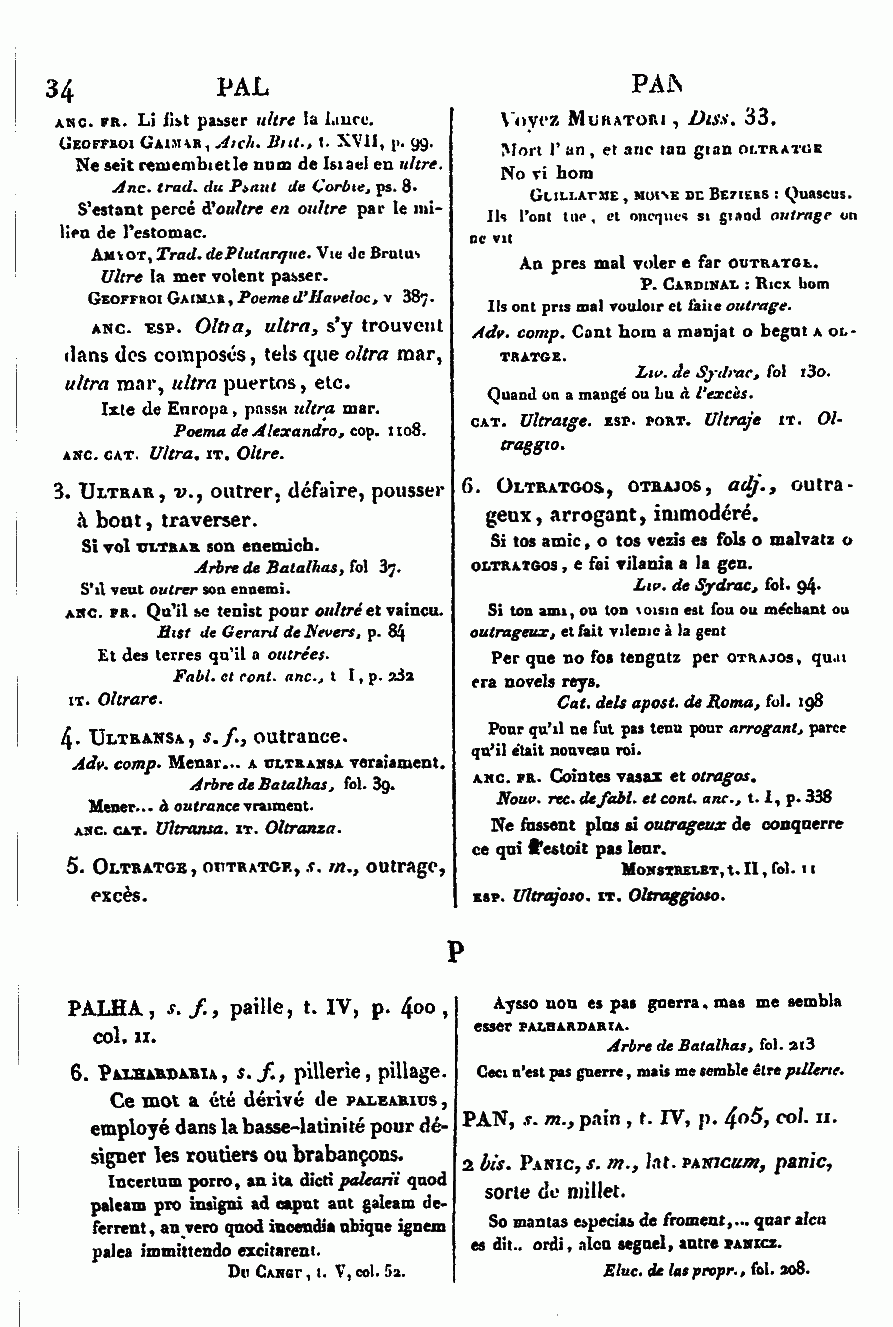 34 PAL PAN
ANC. FR. Li fist passer ultre la lance.
GEOFFROI GAIMAR, Arch. Brit., t. XVII, p. 99.
Ne seit remembret le num de Israel en ultre.
Anc. trad. du Psaut de Corbie, ps. 8.
S'estant percé d'oultre en oultre par le mi-
lieu de l'estomac.
AMYOT, Trad. de Plutarque. Vie de Brutus
Ultre la mer volent passer.
GEOFFROI GAIMAR, Poeme d'Haveloc, v 387.
ANC. ESP. Oltra, ultra, s'y trouvent
dans des composés, tels que oltra mar,
ultra mar, ultra puertos, etc.
Ixte de Europa, passa ultra mar.
Poema de Alexandro, cop. 1108.
ANC. CAT. Ultra. IT. Oltre.
3. ULTRAR, v., outrer, défaire, pousser
à bout, traverser.
Si vol ULTRAR son enemich.
Arbre de Batalhas, fol 37.
S'il veut outrer son ennemi.
ANC. FR. Qu'il se tenist pour oultré et vaincu.
Hist de Gerard de Nevers, p. 84
Et des terres qu'il a outrées.
Fabl. et cont. anc., t I, p. 232
IT. Oltrare.
4. ULTRANSA, s. f., outrance.
Adv. comp. Menar... A ULTRANSA veraiament.
Arbre de Batalhas, fol. 39.
Mener... à outrance vraiment.
ANC. CAT. Ultransa. IT. Oltranza.
5. OLTRATGE, OUTRATGE, s. m., outrage,
excès.
Voyez MURATORI, Diss. 33.
Mort l' an, et anc tan gran OLTRATGE
No vi hom
GUILLAUME, MOINE DE BEZIERS : Quascus.
Ils l'ont tué, et oncques si grand outrage on
ne vit
An pres mal voler e far OUTRATGE.
P. CARDINAL : Ricx hom
Ils ont pris mal vouloir et faire outrage.
Adv. comp. Cant hom a manjat o begut A OL-
TRATGE.
Liv. de Sydrac, fol 130.
Quand on a mangé ou bu à l'excès.
CAT. Ultratge. ESP. PORT. Ultraje IT. Ol-
traggio.
6. OLTRATGOS, OTRAJOS, adj., outra-
geux, arrogant, immodéré.
Si tos amic, o tos vezis es fols o malvatz o
OLTRATGOS, e fai vilania a la gen.
Liv. de Sydrac, fol. 94.
Si ton ami, ou ton voisin est fou ou méchant ou
outrageux, et fait vilenie à la gent
Per que no fos tengutz per OTRAJOS, quar
era novels reys.
Cat. dels apost. de Roma, fol. 198
Pour qu'il ne fut pas tenu pour arrogant, parce
qu'il était nouveau roi.
ANC. FR. Cointes vasax et otragos.
Nouv. rec. de fabl. et cont. anc., t. I, p. 338
Ne fussent plus si outrageux de conquerre
ce qui n'estoit pas leur.
MONSTRELET, t. II, fol. 11
ESP. Ultrajoso. IT. Oltraggioso.
P
PALHA, s. f., paille, t. IV, p. 400,
col. II.
6. PALHARDARIA, s. f., pillerie, pillage.
Ce mot a été dérivé de PALEARIUS,
employé dans la basse-latinité pour dé-
signer les routiers ou brabançons.
Incertum porro, an ita dicti palearii quod
paleam pro insigni ad caput aut galeam de-
ferrent, an vero quod incendia ubique ignem
palea immittendo excitarent.
DU CANGE, t. V, col. 52.
Aysso non es pas guerra, mas me sembla
esser PALHARDARIA.
Arbre de Batalhas, fol. 213
Ceci n'est pas guerre, mais me semble être pillerie.
PAN, s. m., pain, t. IV, p. 405, col. II.
2 bis. PANIC, s. m., lat. PANICUM, panic,
sorte de millet.
So mantas especias de froment,... quar alcu
es dit.. ordi, alcu seguel, autre PANICZ.
Eluc. de las propr., fol. 208.